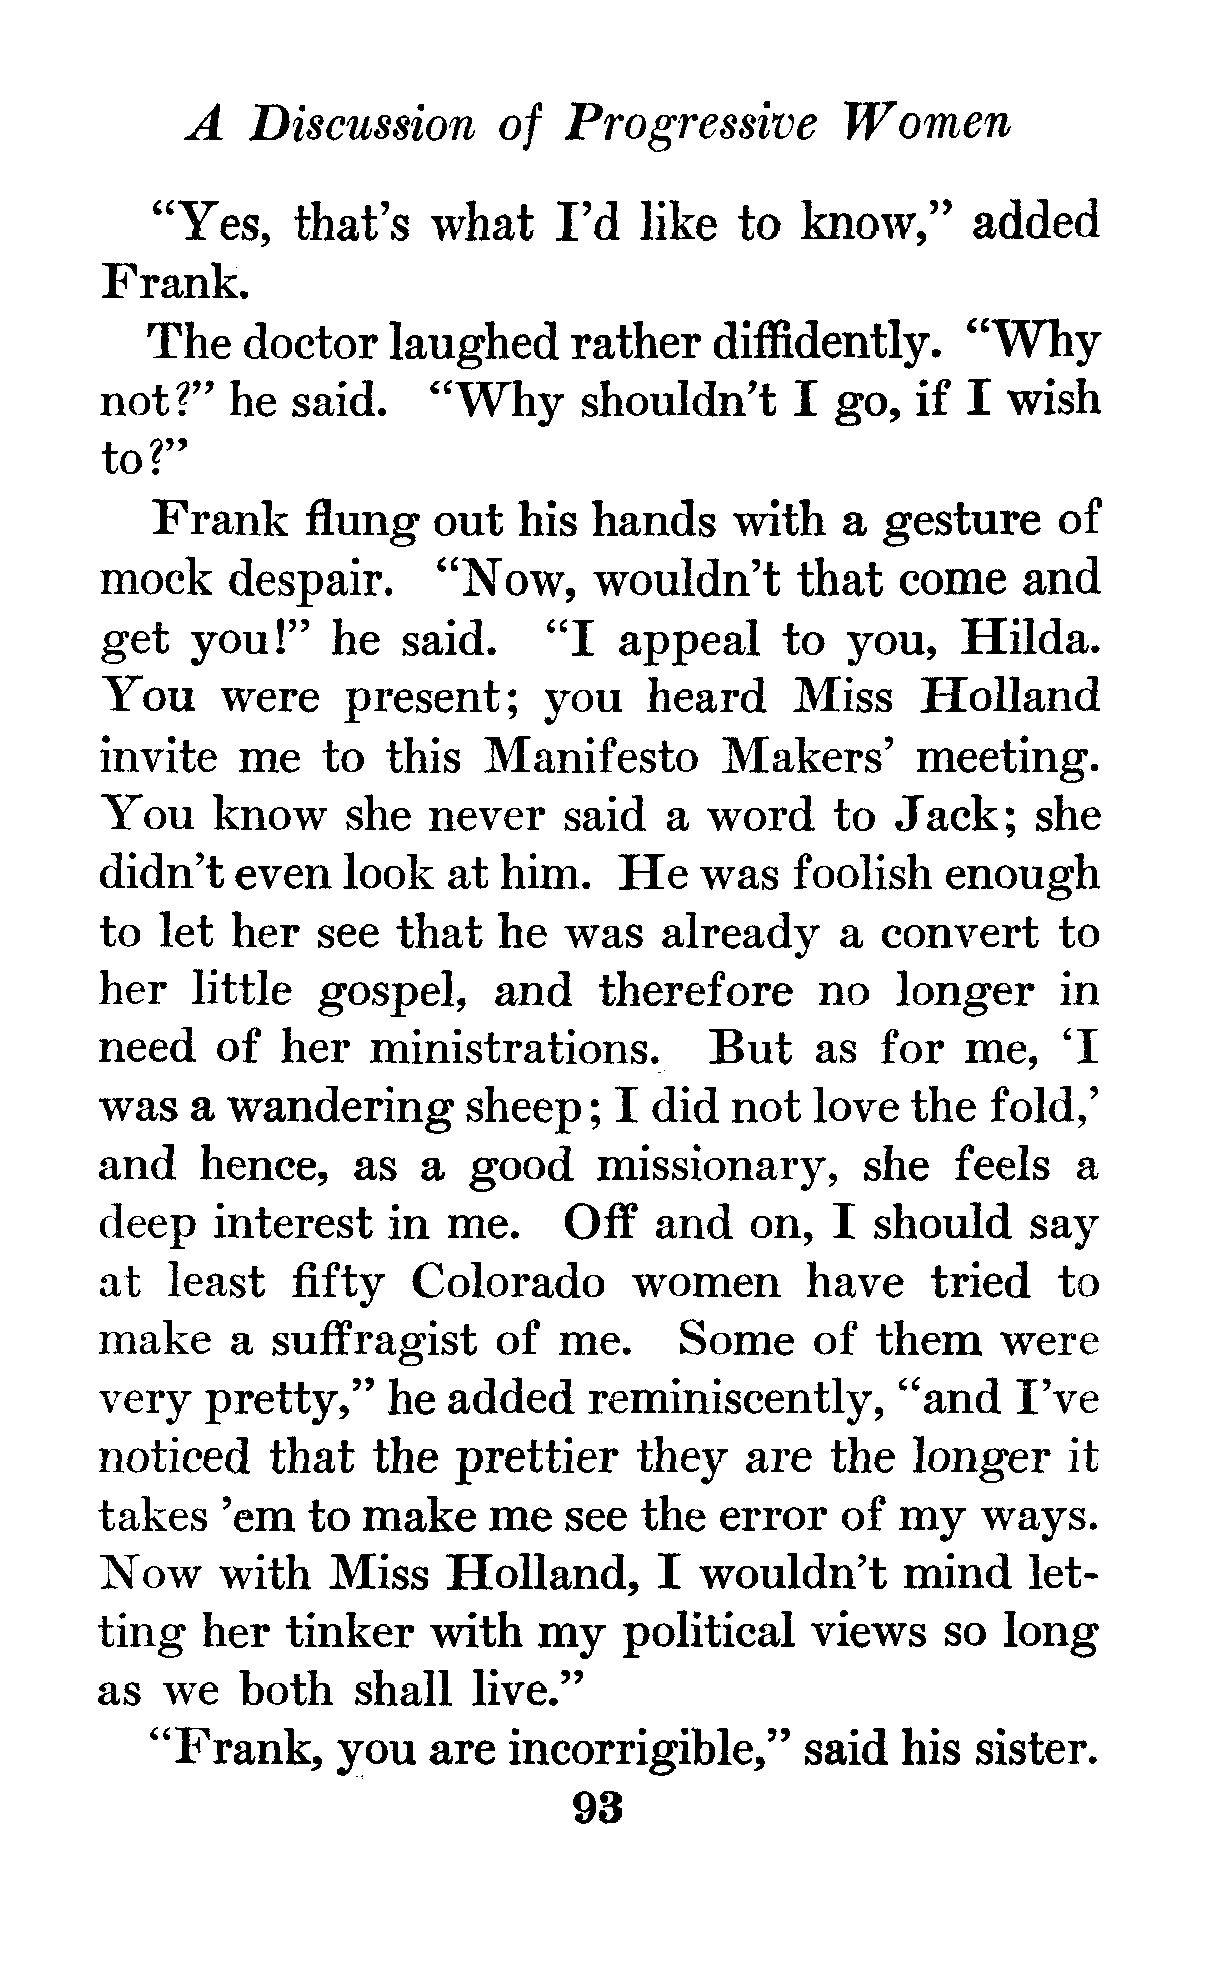 A Discussion of Progressive Women
“Yes, that’s what I’d like to know,” added
Frank.
The doctor laughed rather diffidently. “Why
not?” he said. “Why shouldn’t I go, if I wish
to?”
Frank flung out his hands with a gesture of
mock despair. “Now, wouldn’t that come and
get you!” he said. “I appeal to you, Hilda.
You were present; you heard Miss Holland
invite me to this Manifesto Makers’ meeting.
You know she never said a word to Jack; she
didn’t even look at him. He was foolish enough
to let her see that he was already a convert to
her little gospel, and therefore no longer in
need of her ministrations. But as for me, ‘I
was a wandering sheep; I did not love the fold,’
and hence, as a good missionary, she feels a
deep interest in me. Off and on, I should say
at least fifty Colorado women have tried to
make a suffragist of me. Some of them were
very pretty,” he added reminiscently, “and I’ve
noticed that the prettier they are the longer it
takes ’em to make me see the error of my ways.
Now with Miss Holland, I wouldn’t mind let-
ting her tinker with my political views so long
as we both shall live.”
“Frank, you are incorrigible,” said his sister.
93